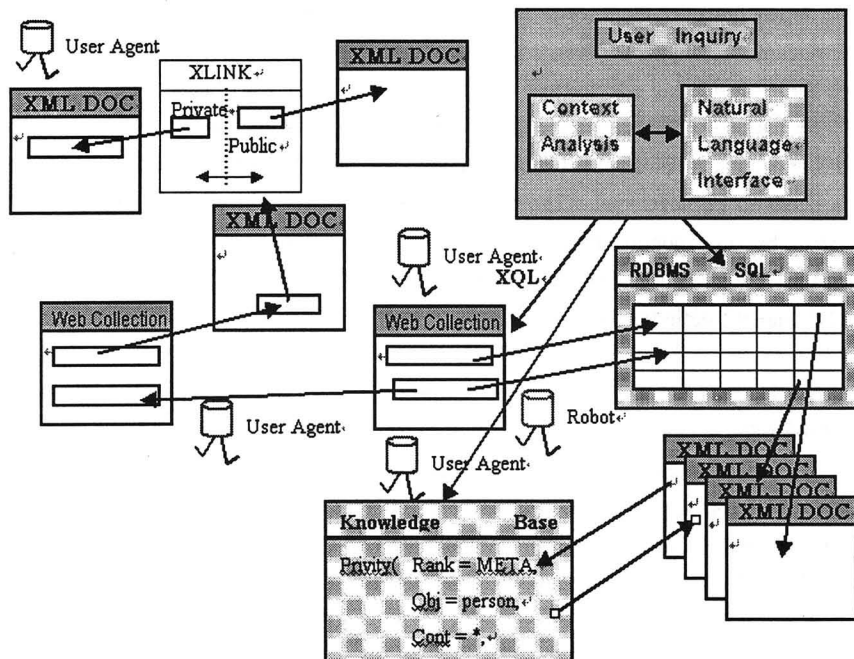 User Agent
XML DOC
XLINK
Private
Public
XML DOC
User Inquiry
Context
Analysis
Natural
Language
Interface
XML DOC
User Agent
XQL
RDBMS SQL
Web Collection
Web Collection
User Agent
Robot
User Agent
XML DOC
XML DOC
XML DOC
XML DOC
Knowledge Base
Privity( Rank = META,
Obj = person,
Cont = *,